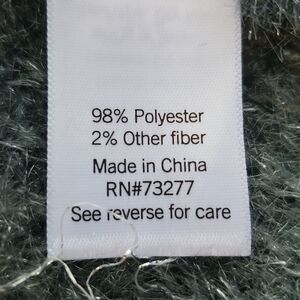 98% Polyester
2% Other fiber
Made in China
RN#73277
See reverse for care